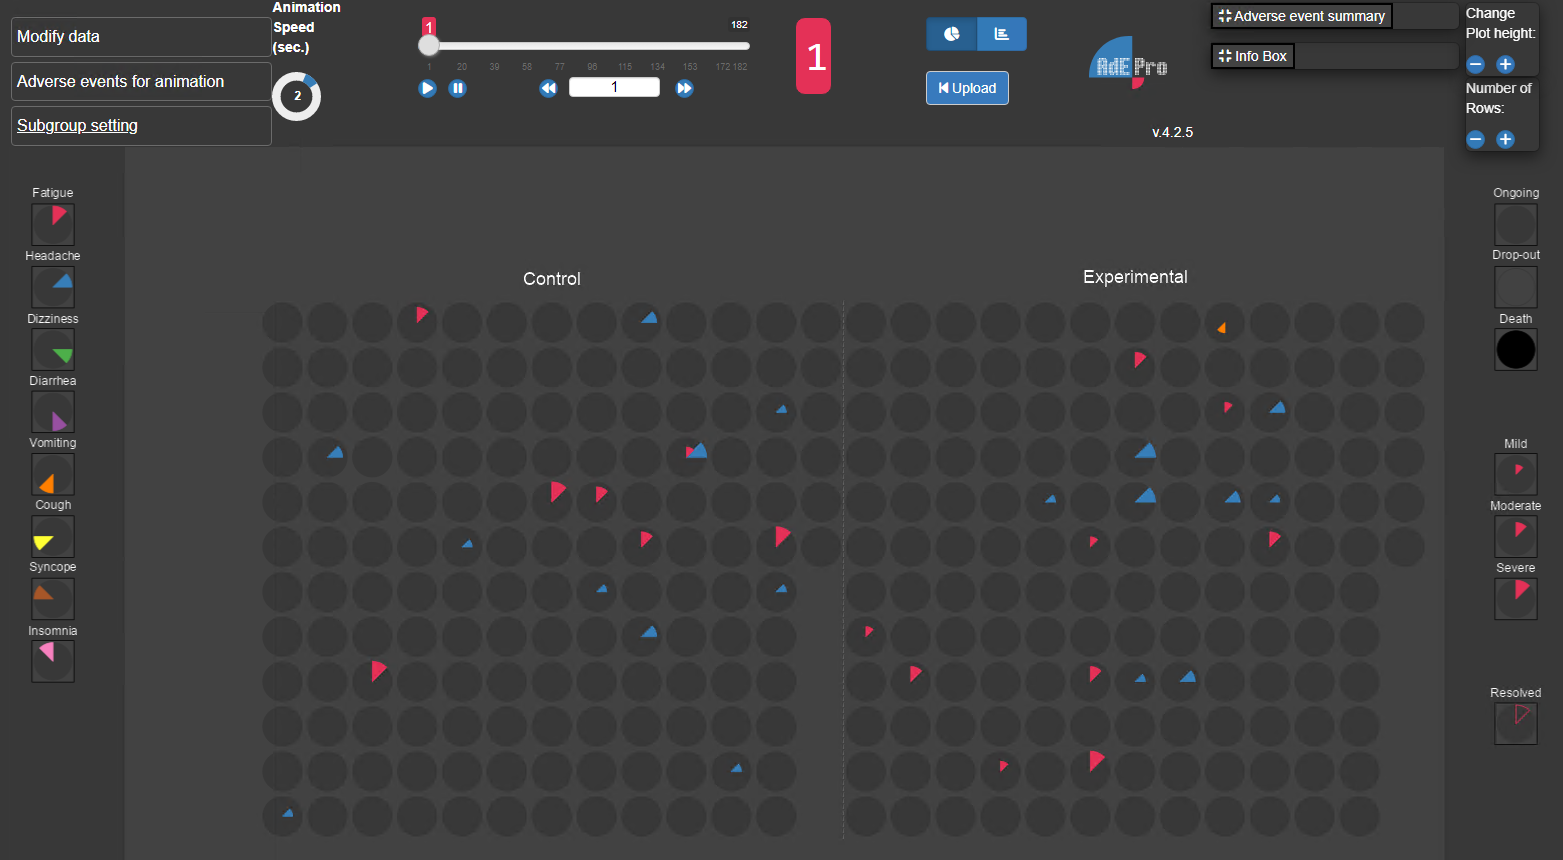 Modify data
Adverse events for animation
Subgroup setting
Animation
Speed
(sec.)
2
1
182
1 20 39 58 77 96 115 134 153 172 182
1
1
Upload
AdE Pro
v.4.2.5
Adverse event summary
Info Box
Change
Plot height:
Number of
Rows:
Fatigue
Headache
Dizziness
Diarrhea
Vomiting
Cough
Syncope
Insomnia
Control
Experimental
Ongoing
Drop-out
Death
Mild
Moderate
Severe
Resolved